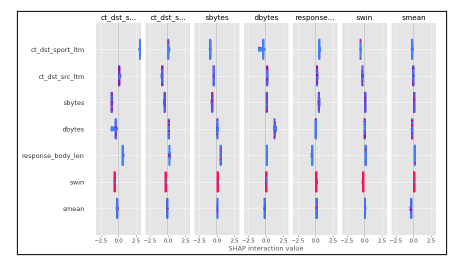 ct_dst_s... ct_dst_s... sbytes dbytes response... swin smean
ct_dst_sport_ltm
ct_dst_src_ltm
sbytes
dbytes
response_body_len
swin
smean
−2.5 0.0 2.5 −2.5 0.0 2.5 −2.5 0.0 2.5 −2.5 0.0 2.5 −2.5 0.0 2.5 −2.5 0.0 2.5 −2.5 0.0 2.5
SHAP interaction value